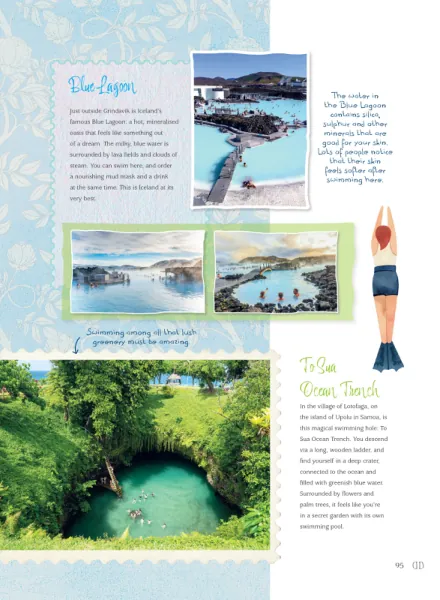 Blue Lagoon
Just outside Grindavík is Iceland's
famous Blue Lagoon: a hot, mineralised
oasis that feels like something out
of a dream. The milky, blue water is
surrounded by lava fields and clouds of
steam. You can swim here, and order
a nourishing mud mask and a drink
at the same time. This is Iceland at its
very best.
The water in
the Blue Lagoon
contains silica,
sulphur and other
minerals that are
good for your skin.
Lots of people notice
that their skin
feels softer after
swimming here.
Swimming among all that lush
greenery must be amazing.
To Sua
Ocean Trench
In the village of Lotofaga, on
the island of Upolu in Samoa, is
this magical swimming hole: To
Sua Ocean Trench. You descend
via a long, wooden ladder, and
find yourself in a deep crater,
connected to the ocean and
filled with greenish blue water.
Surrounded by flowers and
palm trees, it feels like you're
in a secret garden with its own
swimming pool.
95